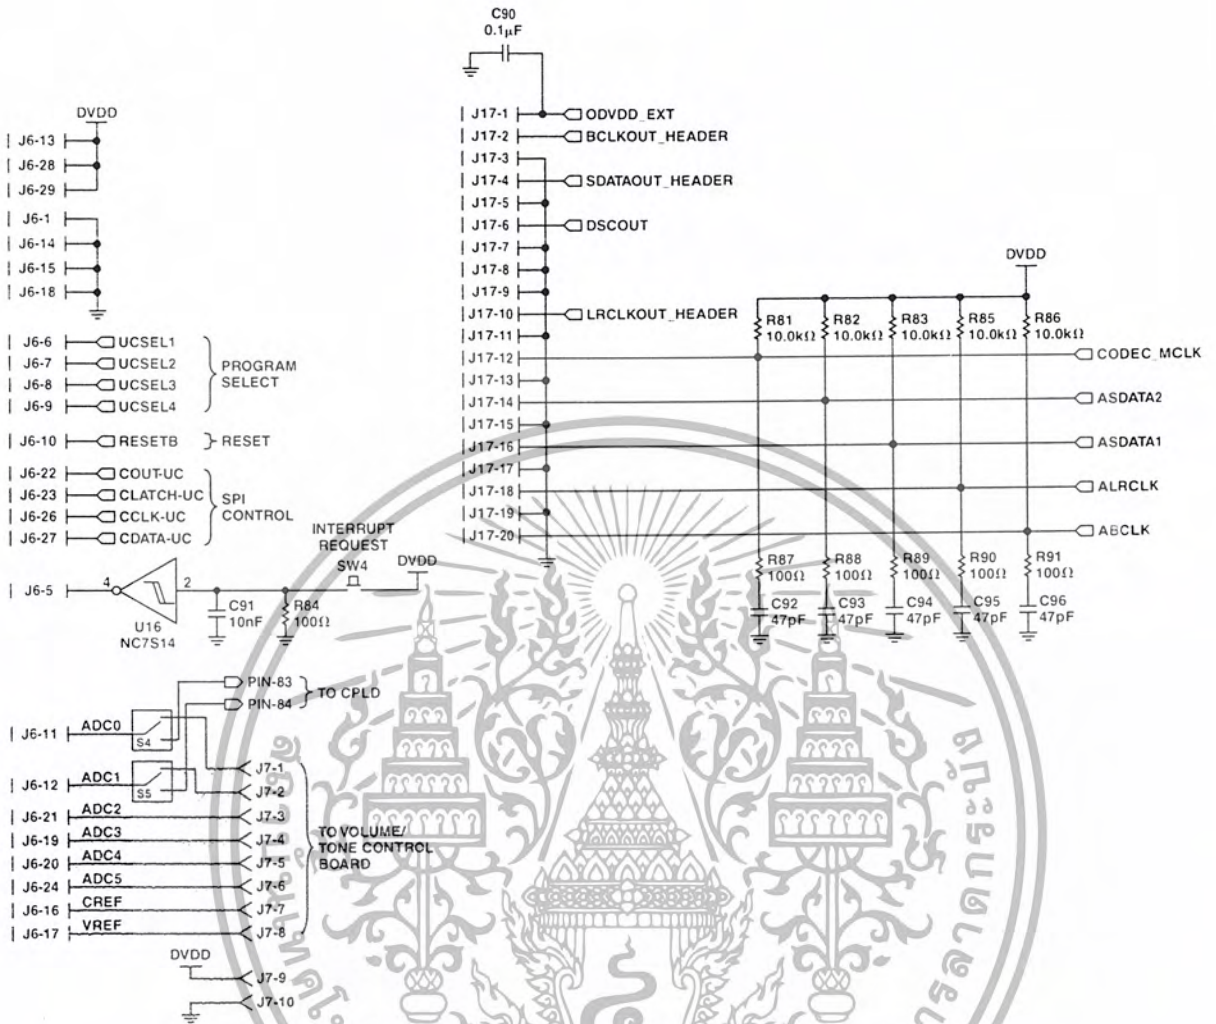 C90
0.1µF
J17-1 ODVDD_EXT
J17-2 BCLKOUT_HEADER
J17-3
J17-4 SDATAOUT_HEADER
J17-5
J17-6 DSCOUT
J17-7
J17-8
J17-9
J17-10 LRCLKOUT_HEADER
J17-11
J17-12 CODEC_MCLK
J17-13
J17-14 ASDATA2
J17-15
J17-16 ASDATA1
J17-17
J17-18 ALRCLK
J17-19
J17-20 ABCLK
DVDD
J6-13
J6-28
J6-29
J6-1
J6-14
J6-15
J6-18
J6-6 UCSEL1
J6-7 UCSEL2
J6-8 UCSEL3
J6-9 UCSEL4
PROGRAM
SELECT
J6-10 RESETB RESET
J6-22 COUT-UC
J6-23 CLATCH-UC
J6-26 CCLK-UC
J6-27 CDATA-UC
SPI
CONTROL
INTERRUPT
REQUEST
SW4
DVDD
J6-5
4
2
U16
NC7S14
C91
10nF
R84
100Ω
DVDD
R81
10.0kΩ
R82
10.0kΩ
R83
10.0kΩ
R85
10.0kΩ
R86
10.0kΩ
R87
100Ω
R88
100Ω
R89
100Ω
R90
100Ω
R91
100Ω
C92
47pF
C93
47pF
C94
47pF
C95
47pF
C96
47pF
PIN-83
PIN-84
TO CPLD
J6-11 ADC0 S4 J7-1
J6-12 ADC1 S5 J7-2
J6-21 ADC2 J7-3
J6-19 ADC3 J7-4
J6-20 ADC4 J7-5
J6-24 ADC5 J7-6
J6-16 CREF J7-7
J6-17 VREF J7-8
TO VOLUME/
TONE CONTROL
BOARD
DVDD
J7-9
J7-10